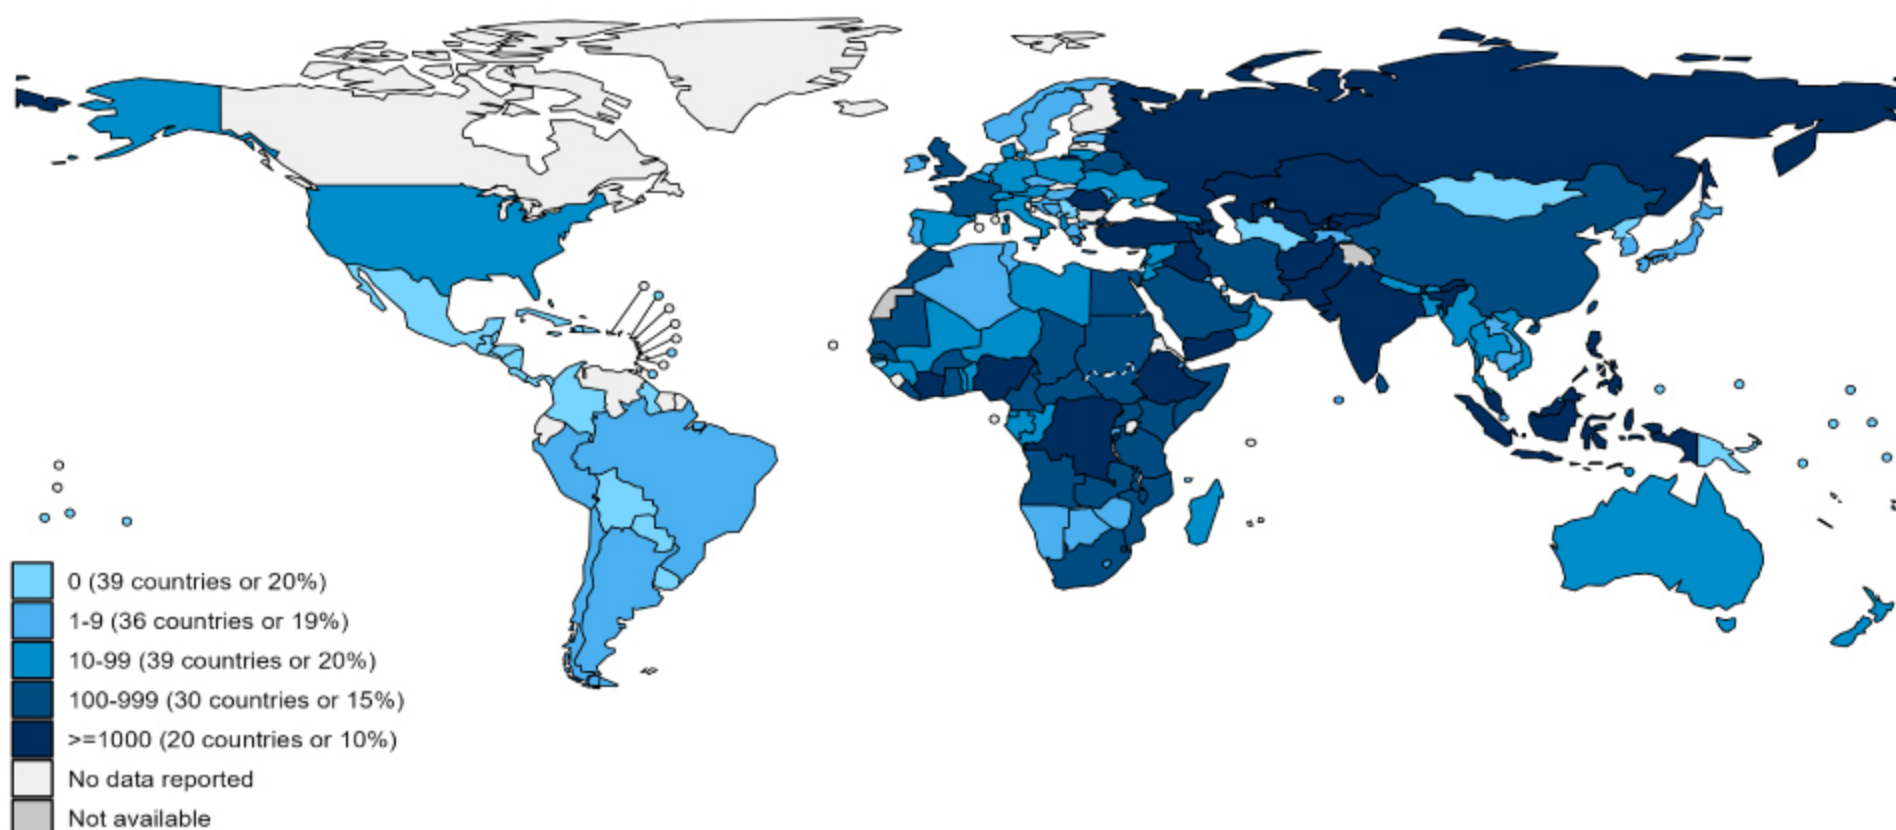 0 (39 countries or 20%)
1-9 (36 countries or 19%)
10-99 (39 countries or 20%)
100-999 (30 countries or 15%)
>=1000 (20 countries or 10%)
No data reported
Not available